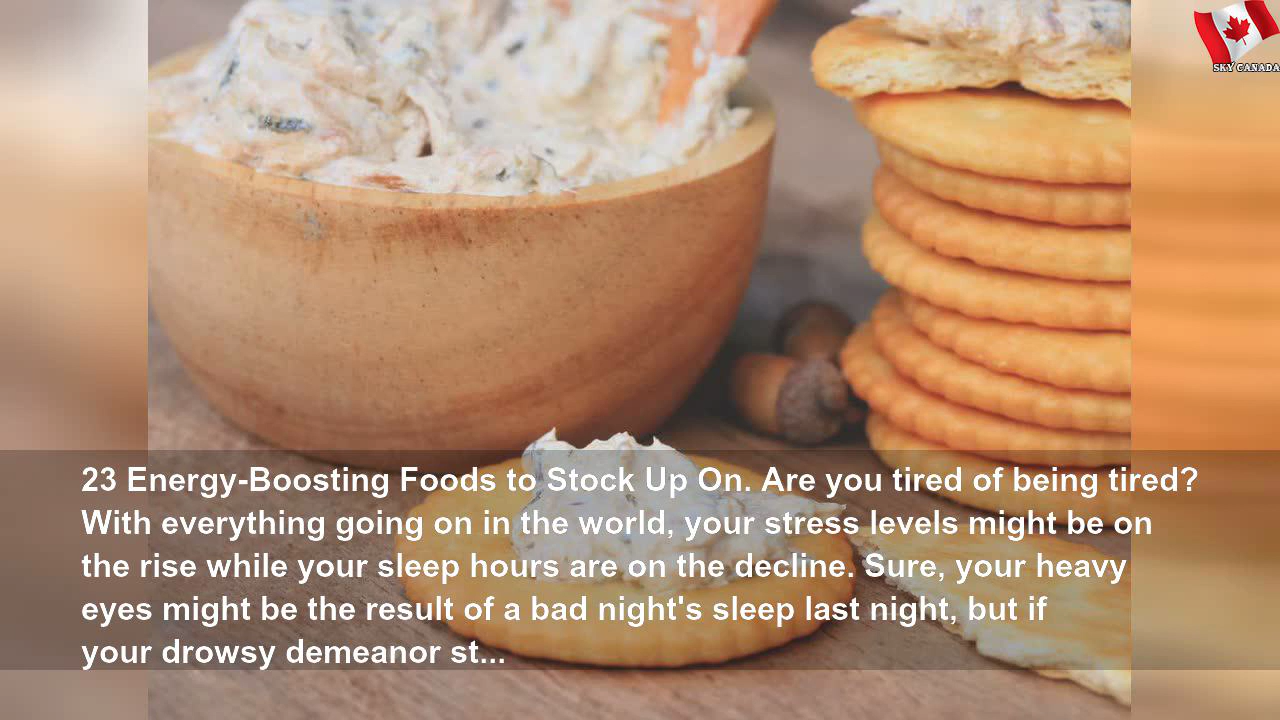 SKY CANADA
23 Energy-Boosting Foods to Stock Up On. Are you tired of being tired?
With everything going on in the world, your stress levels might be on
the rise while your sleep hours are on the decline. Sure, your heavy
eyes might be the result of a bad night's sleep last night, but if
your drowsy demeanor st...